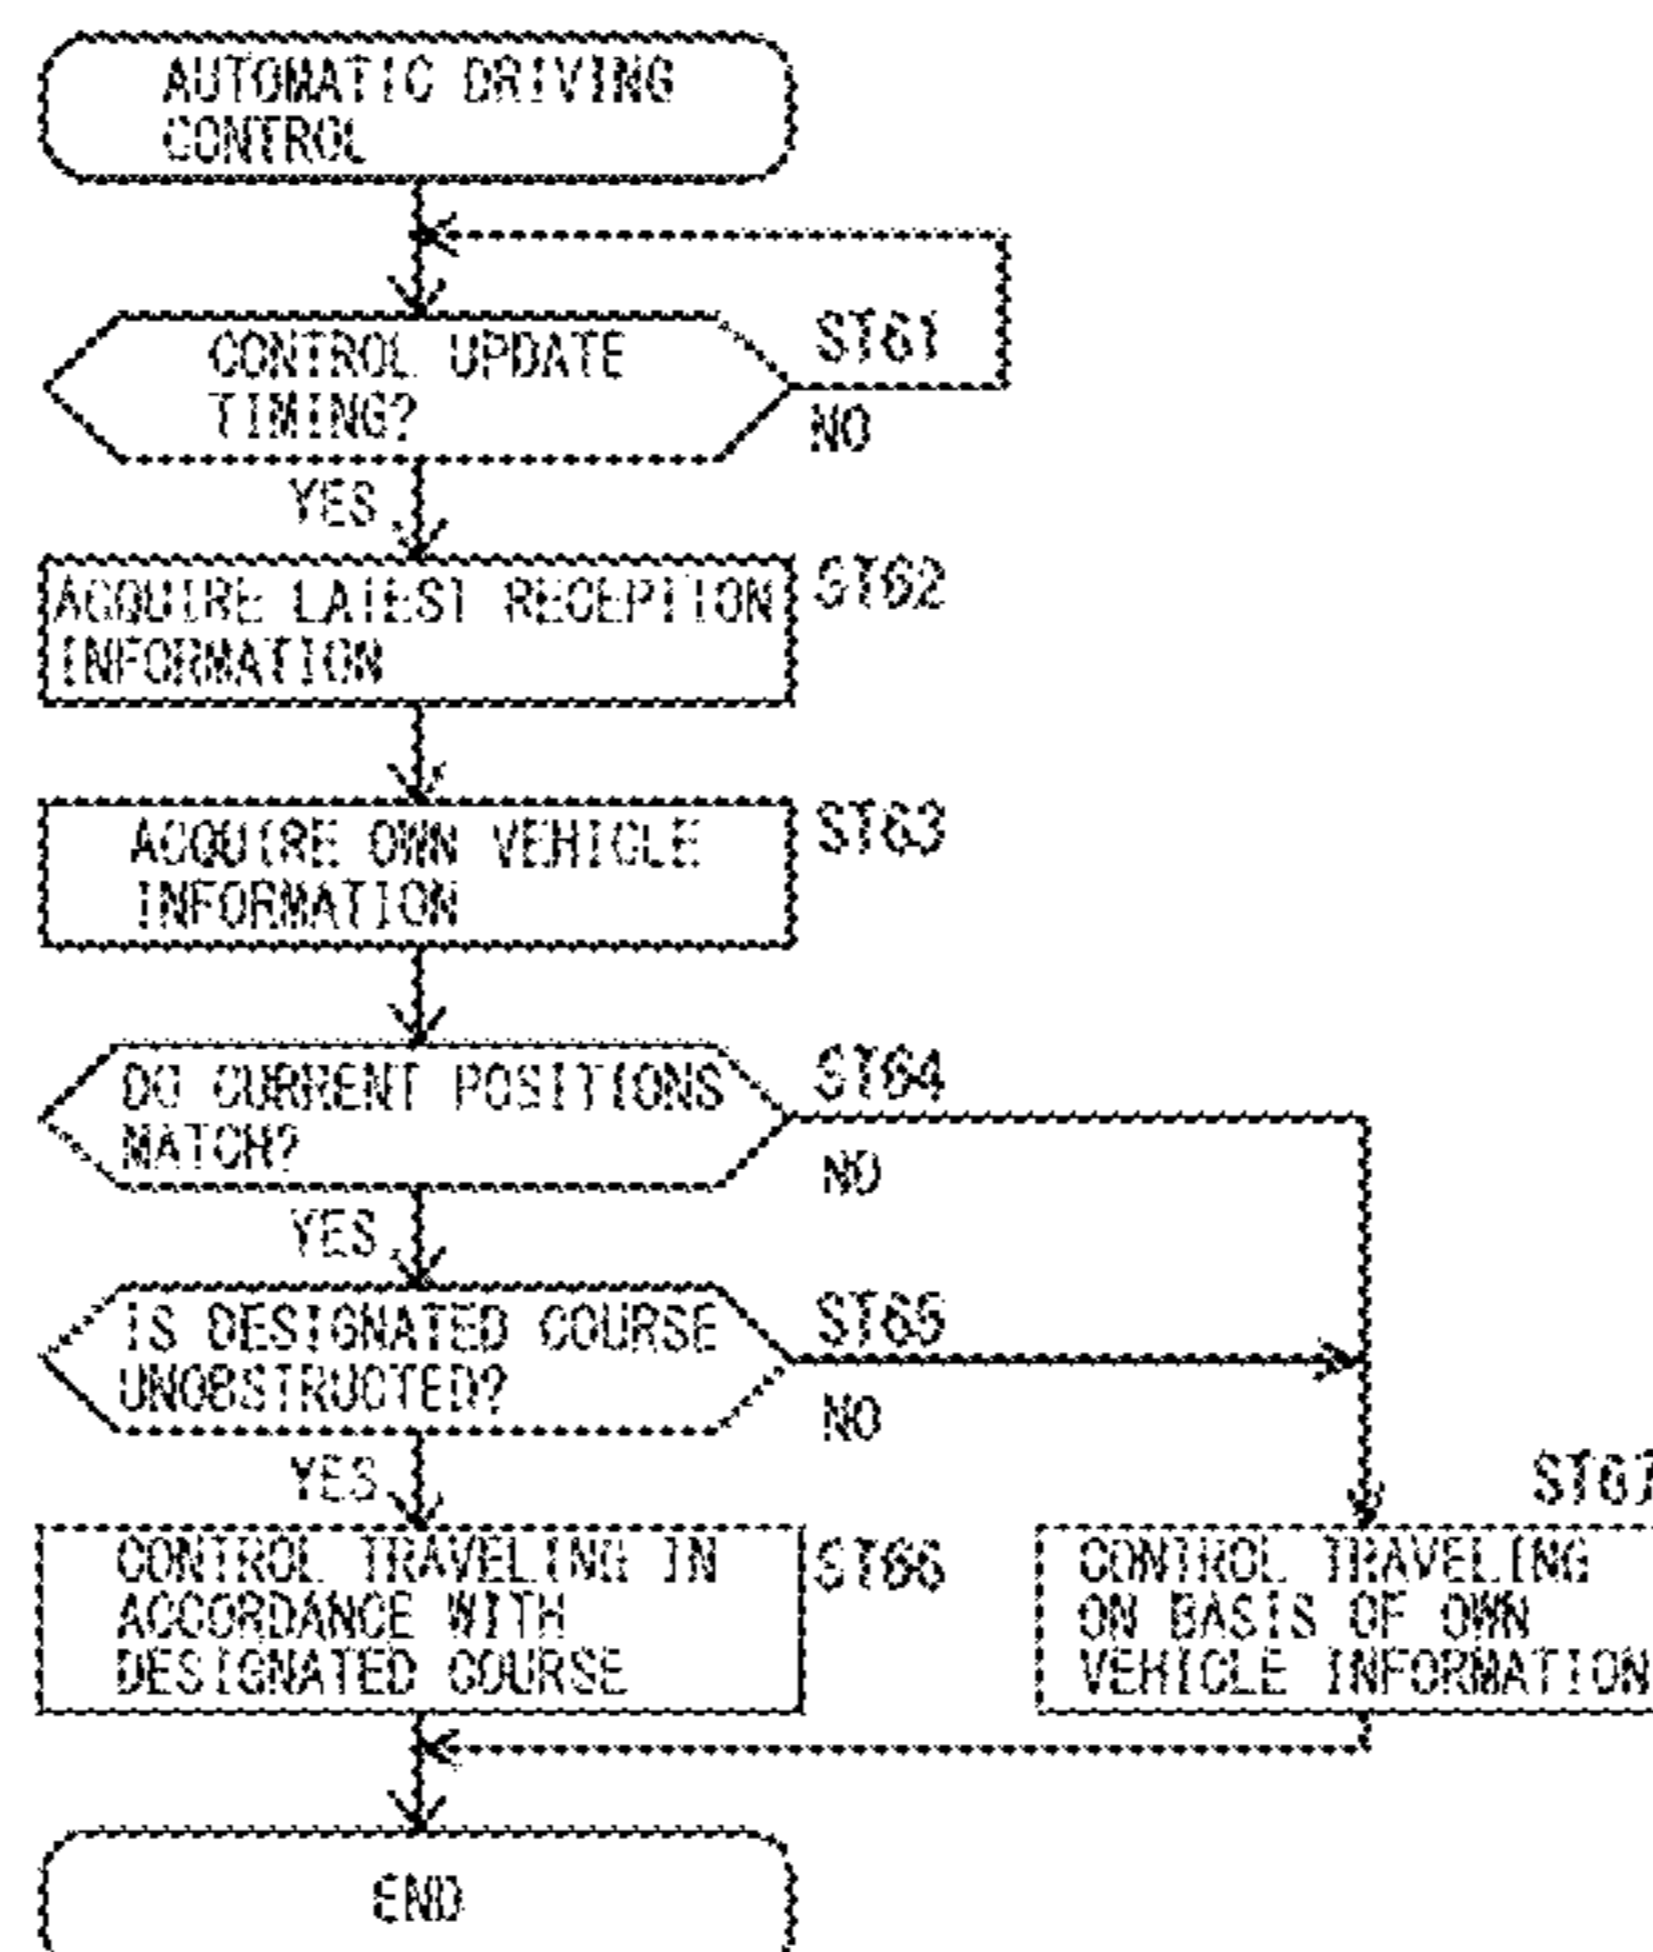 AUTOMATIC DRIVING
CONTROL
CONTROL UPDATE
TIMING?
ST61
NO
YES
ACQUIRE LATEST RECEPTION
INFORMATION
ST62
ACQUIRE OWN VEHICLE
INFORMATION
ST63
DO CURRENT POSITIONS
MATCH?
ST64
NO
YES
IS DESIGNATED COURSE
UNOBSTRUCTED?
ST65
NO
YES
CONTROL TRAVELING IN
ACCORDANCE WITH
DESIGNATED COURSE
ST66
ST67
CONTROL TRAVELING
ON BASIS OF OWN
VEHICLE INFORMATION
END